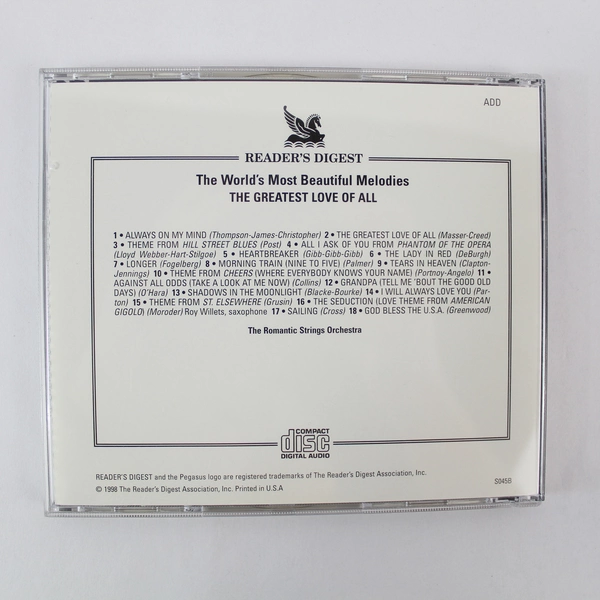 ADD
READER'S DIGEST
The World's Most Beautiful Melodies
THE GREATEST LOVE OF ALL
1 • ALWAYS ON MY MIND (Thompson-James-Christopher) 2 • THE GREATEST LOVE OF ALL (Masser-Creed)
3 • THEME FROM HILL STREET BLUES (Post) 4 • ALL I ASK OF YOU FROM PHANTOM OF THE OPERA
(Lloyd Webber-Hart-Stilgoe) 5 • HEARTBREAKER (Gibb-Gibb-Gibb) 6 • THE LADY IN RED (DeBurgh)
7 • LONGER (Fogelberg) 8 • MORNING TRAIN (NINE TO FIVE) (Palmer) 9 • TEARS IN HEAVEN (Clapton-
Jennings) 10 • THEME FROM CHEERS (WHERE EVERYBODY KNOWS YOUR NAME) (Portnoy-Angelo) 11 •
AGAINST ALL ODDS (TAKE A LOOK AT ME NOW) (Collins) 12 • GRANDPA (TELL ME 'BOUT THE GOOD OLD
DAYS) (O'Hara) 13 • SHADOWS IN THE MOONLIGHT (Blacke-Bourke) 14 • I WILL ALWAYS LOVE YOU (Par-
ton) 15 • THEME FROM ST. ELSEWHERE (Grusin) 16 • THE SEDUCTION (LOVE THEME FROM AMERICAN
GIGOLO) (Moroder) Roy Willets, saxophone 17 • SAILING (Cross) 18 • GOD BLESS THE U.S.A. (Greenwood)
The Romantic Strings Orchestra
COMPACT
disc
DIGITAL AUDIO
READER'S DIGEST and the Pegasus logo are registered trademarks of The Reader's Digest Association, Inc.
© 1998 The Reader's Digest Association, Inc. Printed in U.S.A S045B